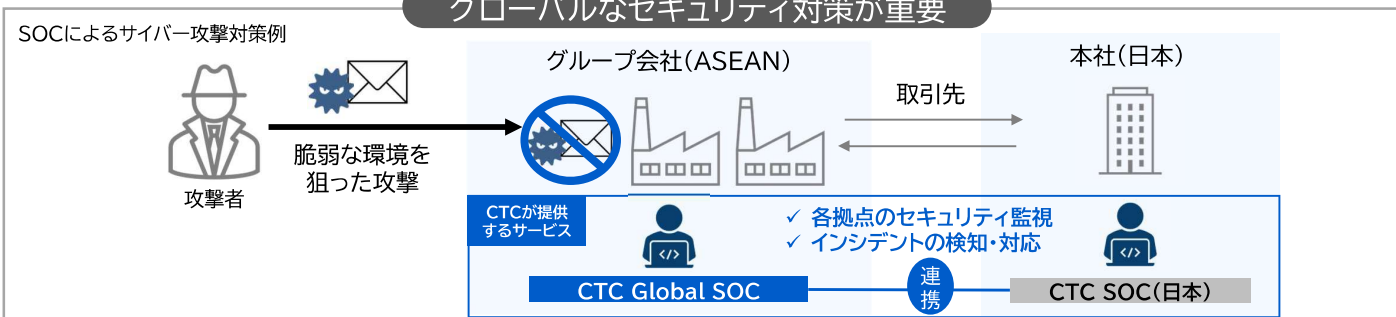 グローバルなセキュリティ対策が重要
SOCによるサイバー攻撃対策例
グループ会社(ASEAN)
本社(日本)
取引先
脆弱な環境を
狙った攻撃
攻撃者
CTCが提供
するサービス
✓ 各拠点のセキュリティ監視
✓ インシデントの検知・対応
</>
</>
CTC Global SOC
連
携
CTC SOC(日本)